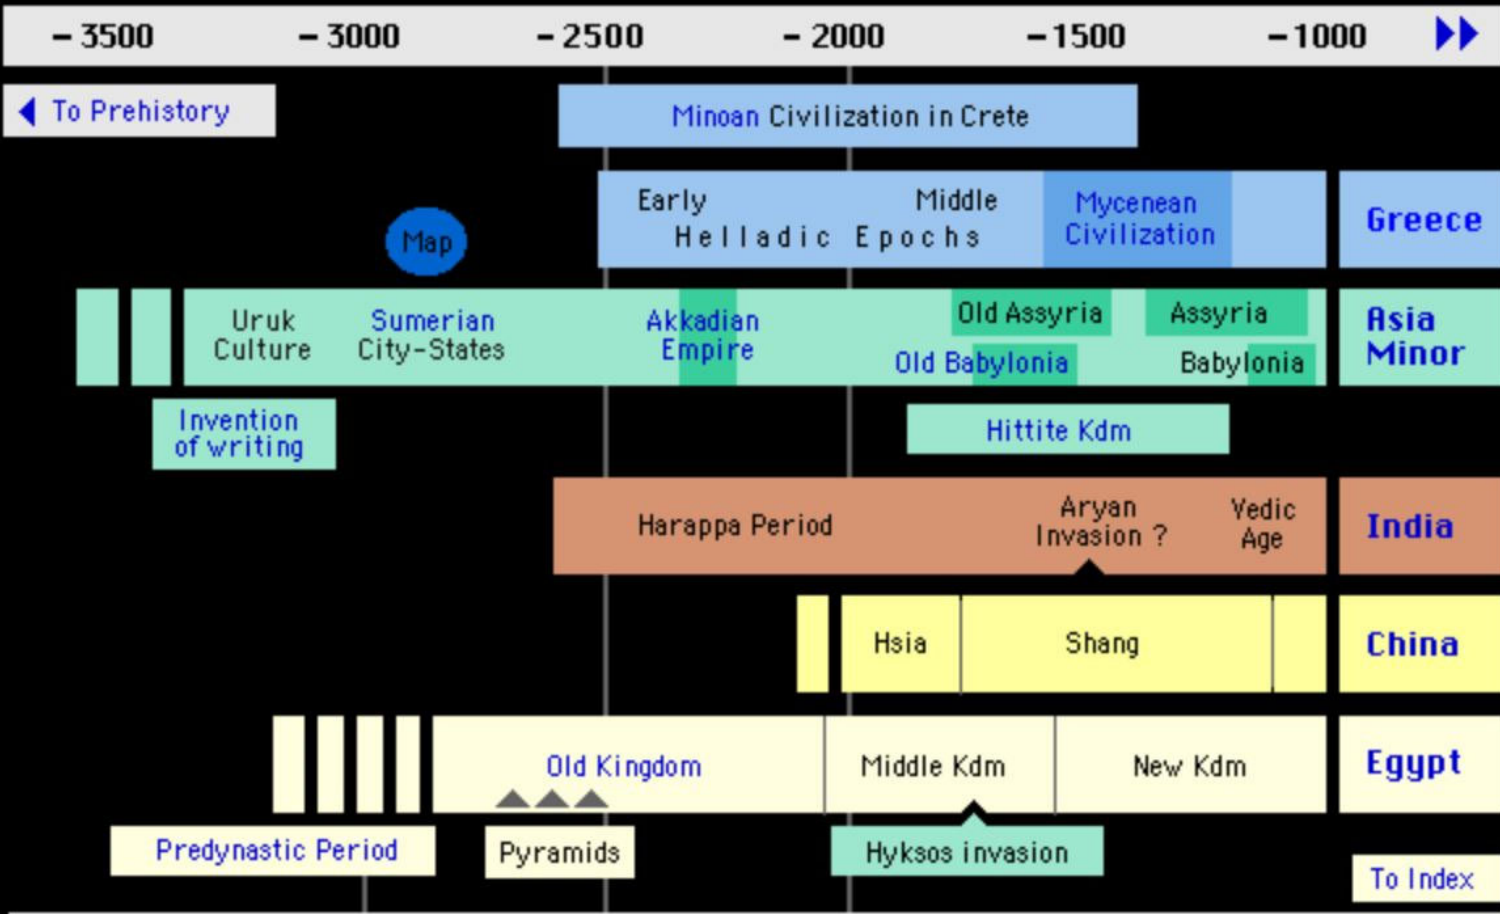 - 3500 - 3000 - 2500 - 2000 - 1500 - 1000
To Prehistory
Minoan Civilization in Crete
Early Middle
Helladic Epochs
Mycenean
Civilization
Greece
Map
Uruk
Culture
Sumerian
City-States
Akkadian
Empire
Old Assyria
Assyria
Old Babylonia
Babylonia
Asia
Minor
Invention
of writing
Hittite Kdm
Harappa Period
Aryan
Invasion ?
Vedic
Age
India
Hsia
Shang
China
Old Kingdom
Middle Kdm
New Kdm
Egypt
Predynastic Period
Pyramids
Hyksos invasion
To Index